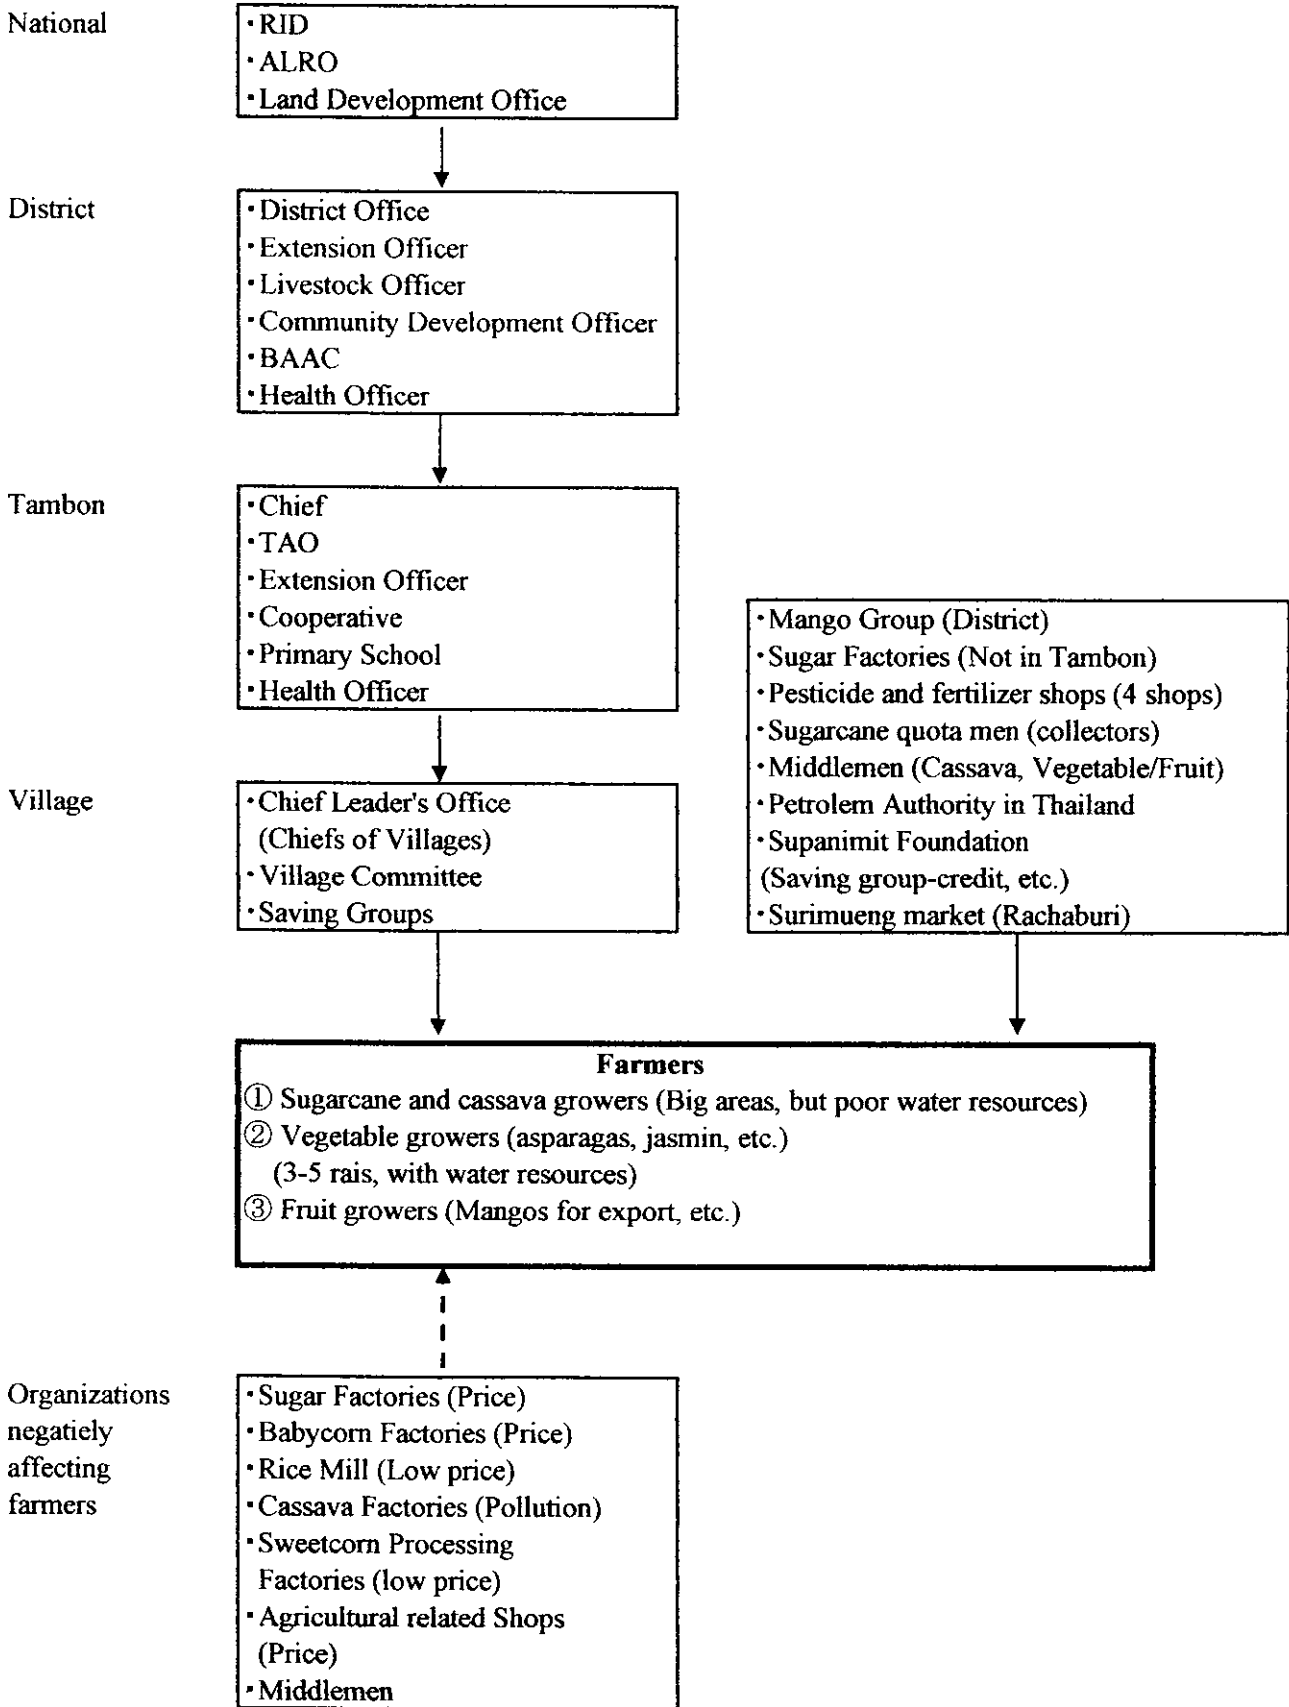 National
・RID
・ALRO
・Land Development Office
District
・District Office
・Extension Officer
・Livestock Officer
・Community Development Officer
・BAAC
・Health Officer
Tambon
・Chief
・TAO
・Extension Officer
・Cooperative
・Primary School
・Health Officer
・Mango Group (District)
・Sugar Factories (Not in Tambon)
・Pesticide and fertilizer shops (4 shops)
・Sugarcane quota men (collectors)
・Middlemen (Cassava, Vegetable/Fruit)
・Petrolem Authority in Thailand
・Supanimit Foundation
(Saving group-credit, etc.)
・Surimueng market (Rachaburi)
Village
・Chief Leader's Office
(Chiefs of Villages)
・Village Committee
・Saving Groups
Farmers
① Sugarcane and cassava growers (Big areas, but poor water resources)
② Vegetable growers (asparagas, jasmin, etc.)
(3-5 rais, with water resources)
③ Fruit growers (Mangos for export, etc.)
Organizations
negatiely
affecting
farmers
・Sugar Factories (Price)
・Babycorn Factories (Price)
・Rice Mill (Low price)
・Cassava Factories (Pollution)
・Sweetcorn Processing
Factories (low price)
・Agricultural related Shops
(Price)
・Middlemen